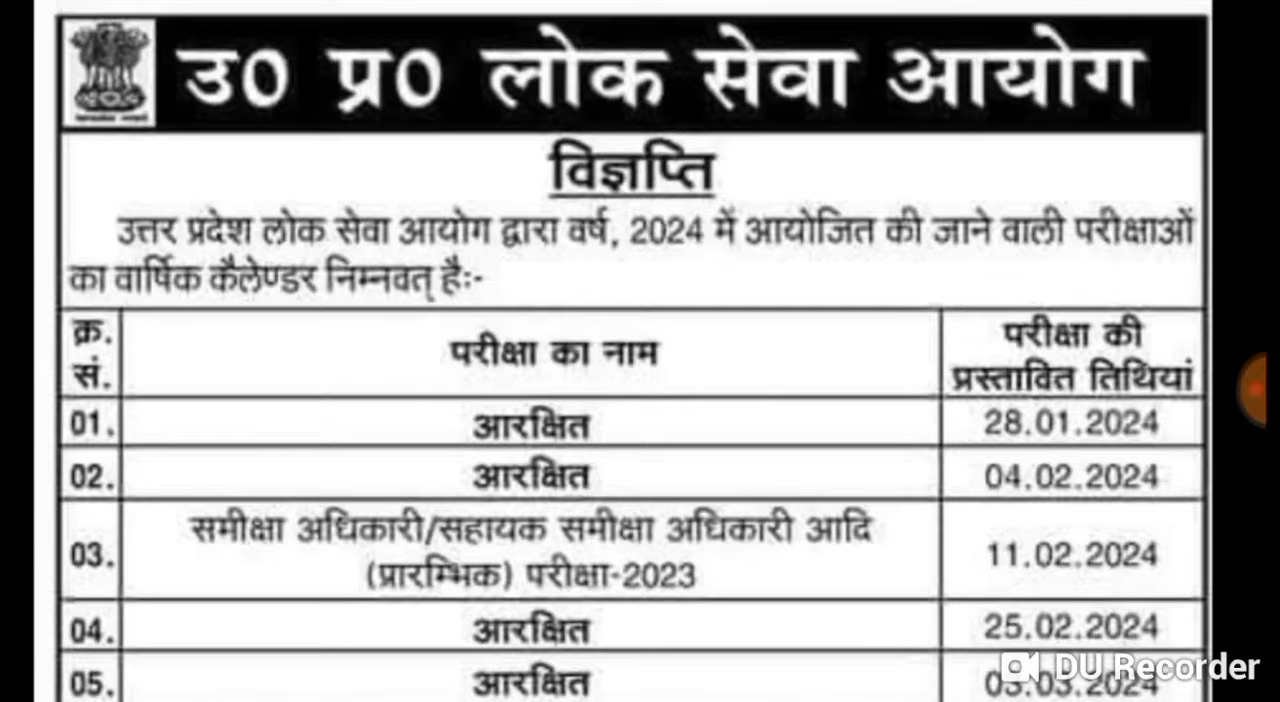 उ0 प्र0 लोक सेवा आयोग
विज्ञप्ति
उत्तर प्रदेश लोक सेवा आयोग द्वारा वर्ष, 2024 में आयोजित की जाने वाली परीक्षाओं
का वार्षिक कैलेण्डर निम्नवत् हैः-
क्र. सं. परीक्षा का नाम परीक्षा की प्रस्तावित तिथियां
01. आरक्षित 28.01.2024
02. आरक्षित 04.02.2024
03. समीक्षा अधिकारी/सहायक समीक्षा अधिकारी आदि
(प्रारम्भिक) परीक्षा-2023 11.02.2024
04. आरक्षित 25.02.2024
05. आरक्षित 03.03.2024
DU Recorder